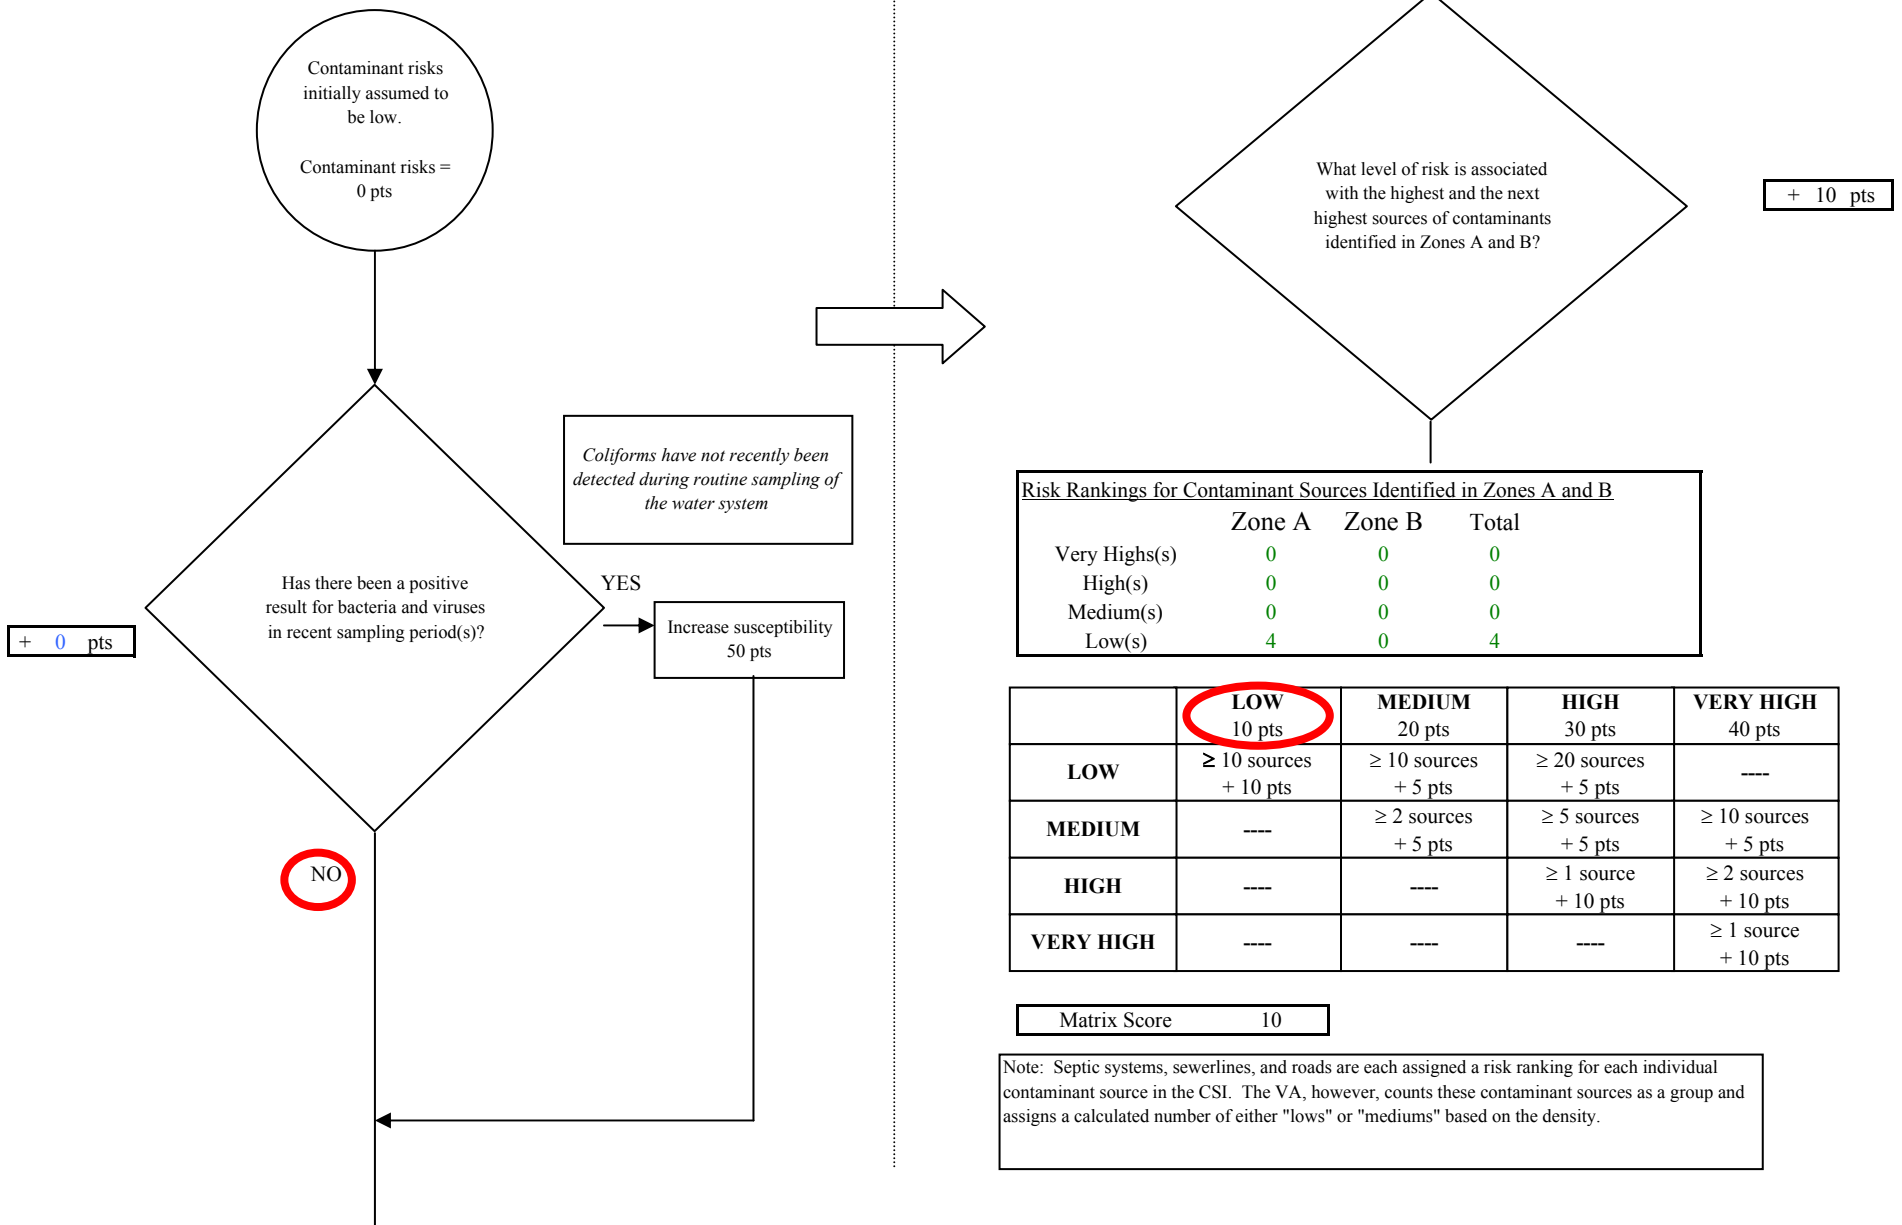 Contaminant risks
initially assumed to
be low.
Contaminant risks =
0 pts
Coliforms have not recently been
detected during routine sampling of
the water system
Has there been a positive
result for bacteria and viruses
in recent sampling period(s)?
YES
Increase susceptibility
50 pts
+ 0 pts
NO
What level of risk is associated
with the highest and the next
highest sources of contaminants
identified in Zones A and B?
+ 10 pts
Risk Rankings for Contaminant Sources Identified in Zones A and B
Zone A Zone B Total
Very Highs(s) 0 0 0
High(s) 0 0 0
Medium(s) 0 0 0
Low(s) 4 0 4
LOW MEDIUM HIGH VERY HIGH
10 pts 20 pts 30 pts 40 pts
LOW ≥ 10 sources ≥ 10 sources ≥ 20 sources ----
+ 10 pts + 5 pts + 5 pts
MEDIUM ---- ≥ 2 sources ≥ 5 sources ≥ 10 sources
+ 5 pts + 5 pts + 5 pts
HIGH ---- ---- ≥ 1 source ≥ 2 sources
+ 10 pts + 10 pts
VERY HIGH ---- ---- ---- ≥ 1 source
+ 10 pts
Matrix Score 10
Note: Septic systems, sewerlines, and roads are each assigned a risk ranking for each individual
contaminant source in the CSI. The VA, however, counts these contaminant sources as a group and
assigns a calculated number of either "lows" or "mediums" based on the density.